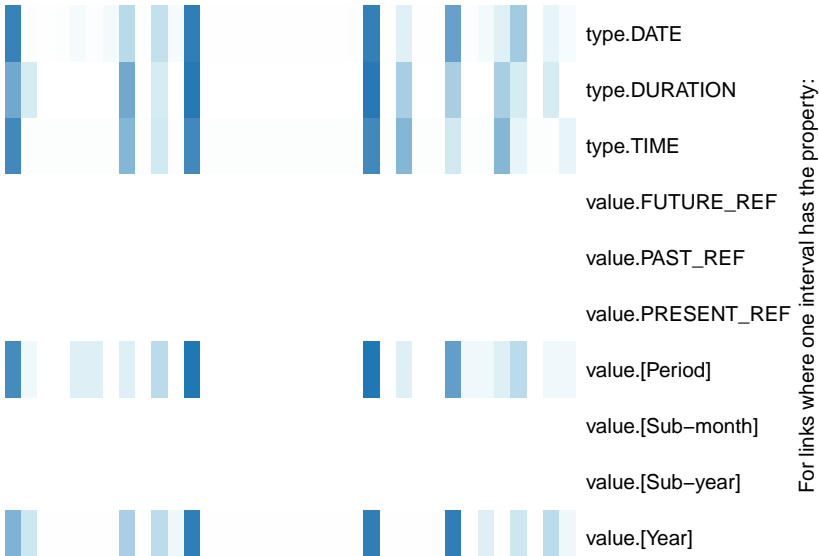 type.DATE
type.DURATION
type.TIME
value.FUTURE_REF
value.PAST_REF
value.PRESENT_REF
value.[Period]
value.[Sub−month]
value.[Sub−year]
value.[Year]
For links where one interval has the property: